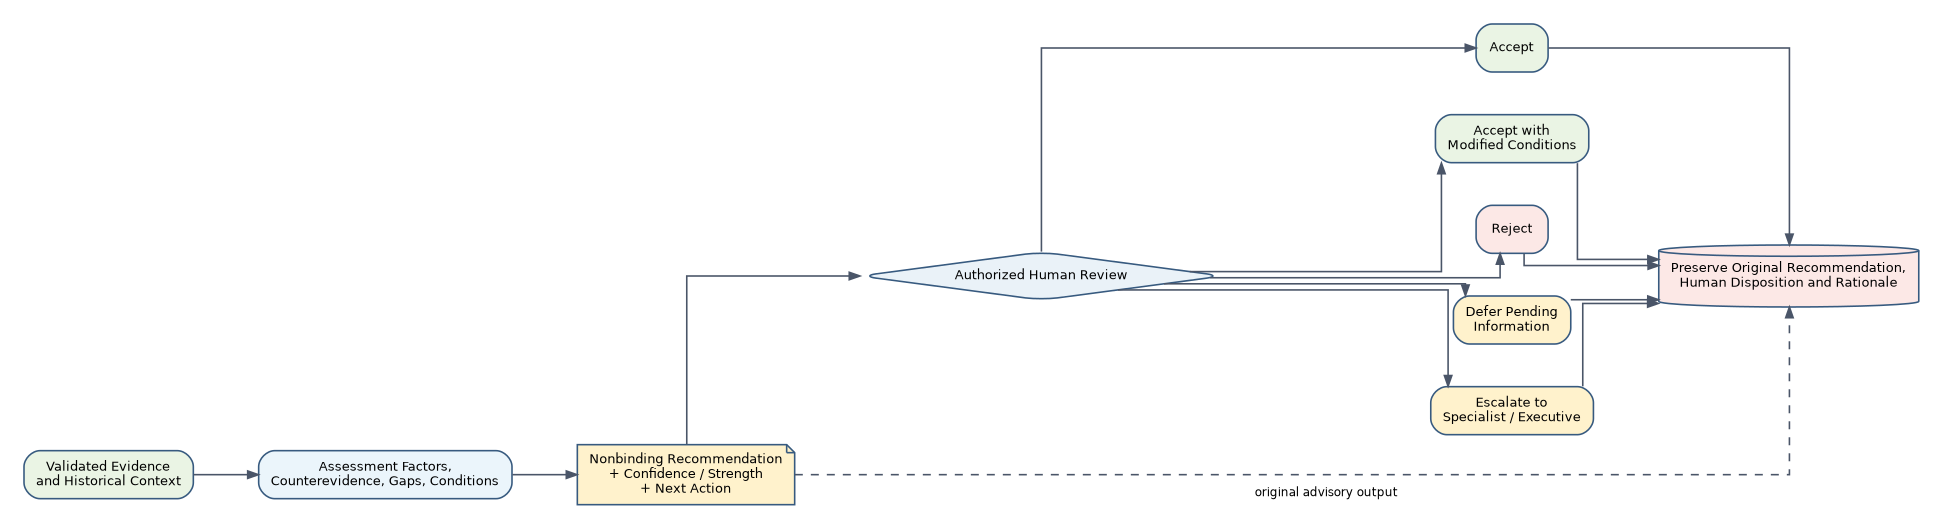 Accept
Accept with
Modified Conditions
Reject
Authorized Human Review
Preserve Original Recommendation,
Human Disposition and Rationale
Defer Pending
Information
Escalate to
Specialist / Executive
Validated Evidence
and Historical Context
Assessment Factors,
Counterevidence, Gaps, Conditions
Nonbinding Recommendation
+ Confidence / Strength
+ Next Action
original advisory output